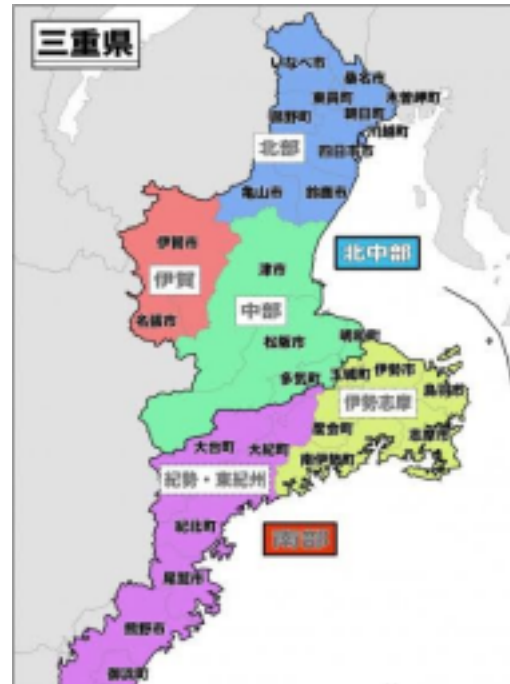 三重県
いなべ市
桑名市
東員町
木曽岬町
朝日町
菰野町
川越町
四日市市
北部
亀山市
鈴鹿市
伊賀市
北中部
津市
伊賀
中部
名張市
松阪市
明和町
多気町
玉城町
伊勢市
鳥羽市
伊勢志摩
度会町
志摩市
大台町
大紀町
南伊勢町
紀勢・東紀州
紀北町
南部
尾鷲市
熊野市
御浜町